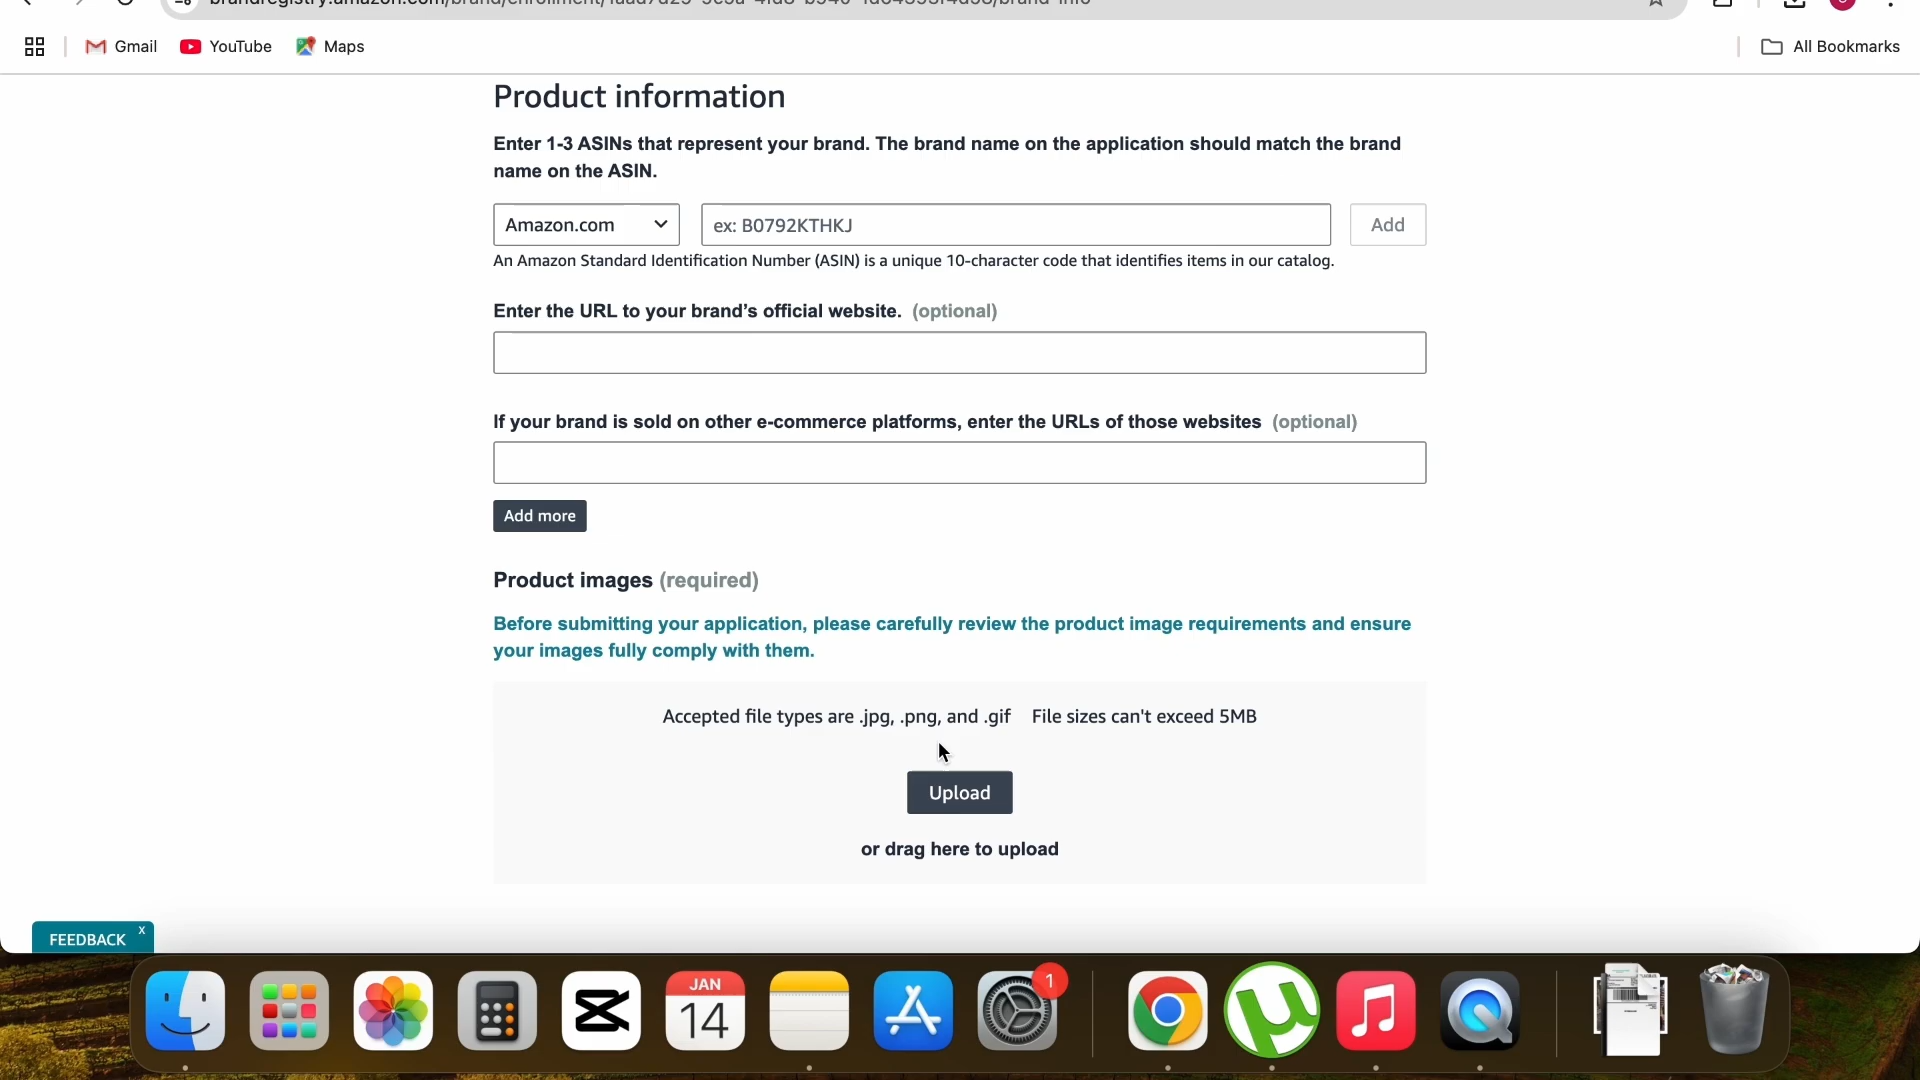 Gmail
YouTube
Maps
All Bookmarks
Product information
Enter 1-3 ASINs that represent your brand. The brand name on the application should match the brand
name on the ASIN.
Amazon.com
ex: B0792KTHKJ
Add
An Amazon Standard Identification Number (ASIN) is a unique 10-character code that identifies items in our catalog.
Enter the URL to your brand’s official website. (optional)
If your brand is sold on other e-commerce platforms, enter the URLs of those websites (optional)
Add more
Product images (required)
Before submitting your application, please carefully review the product image requirements and ensure
your images fully comply with them.
Accepted file types are .jpg, .png, and .gif File sizes can't exceed 5MB
Upload
or drag here to upload
FEEDBACK x
JAN
14
1